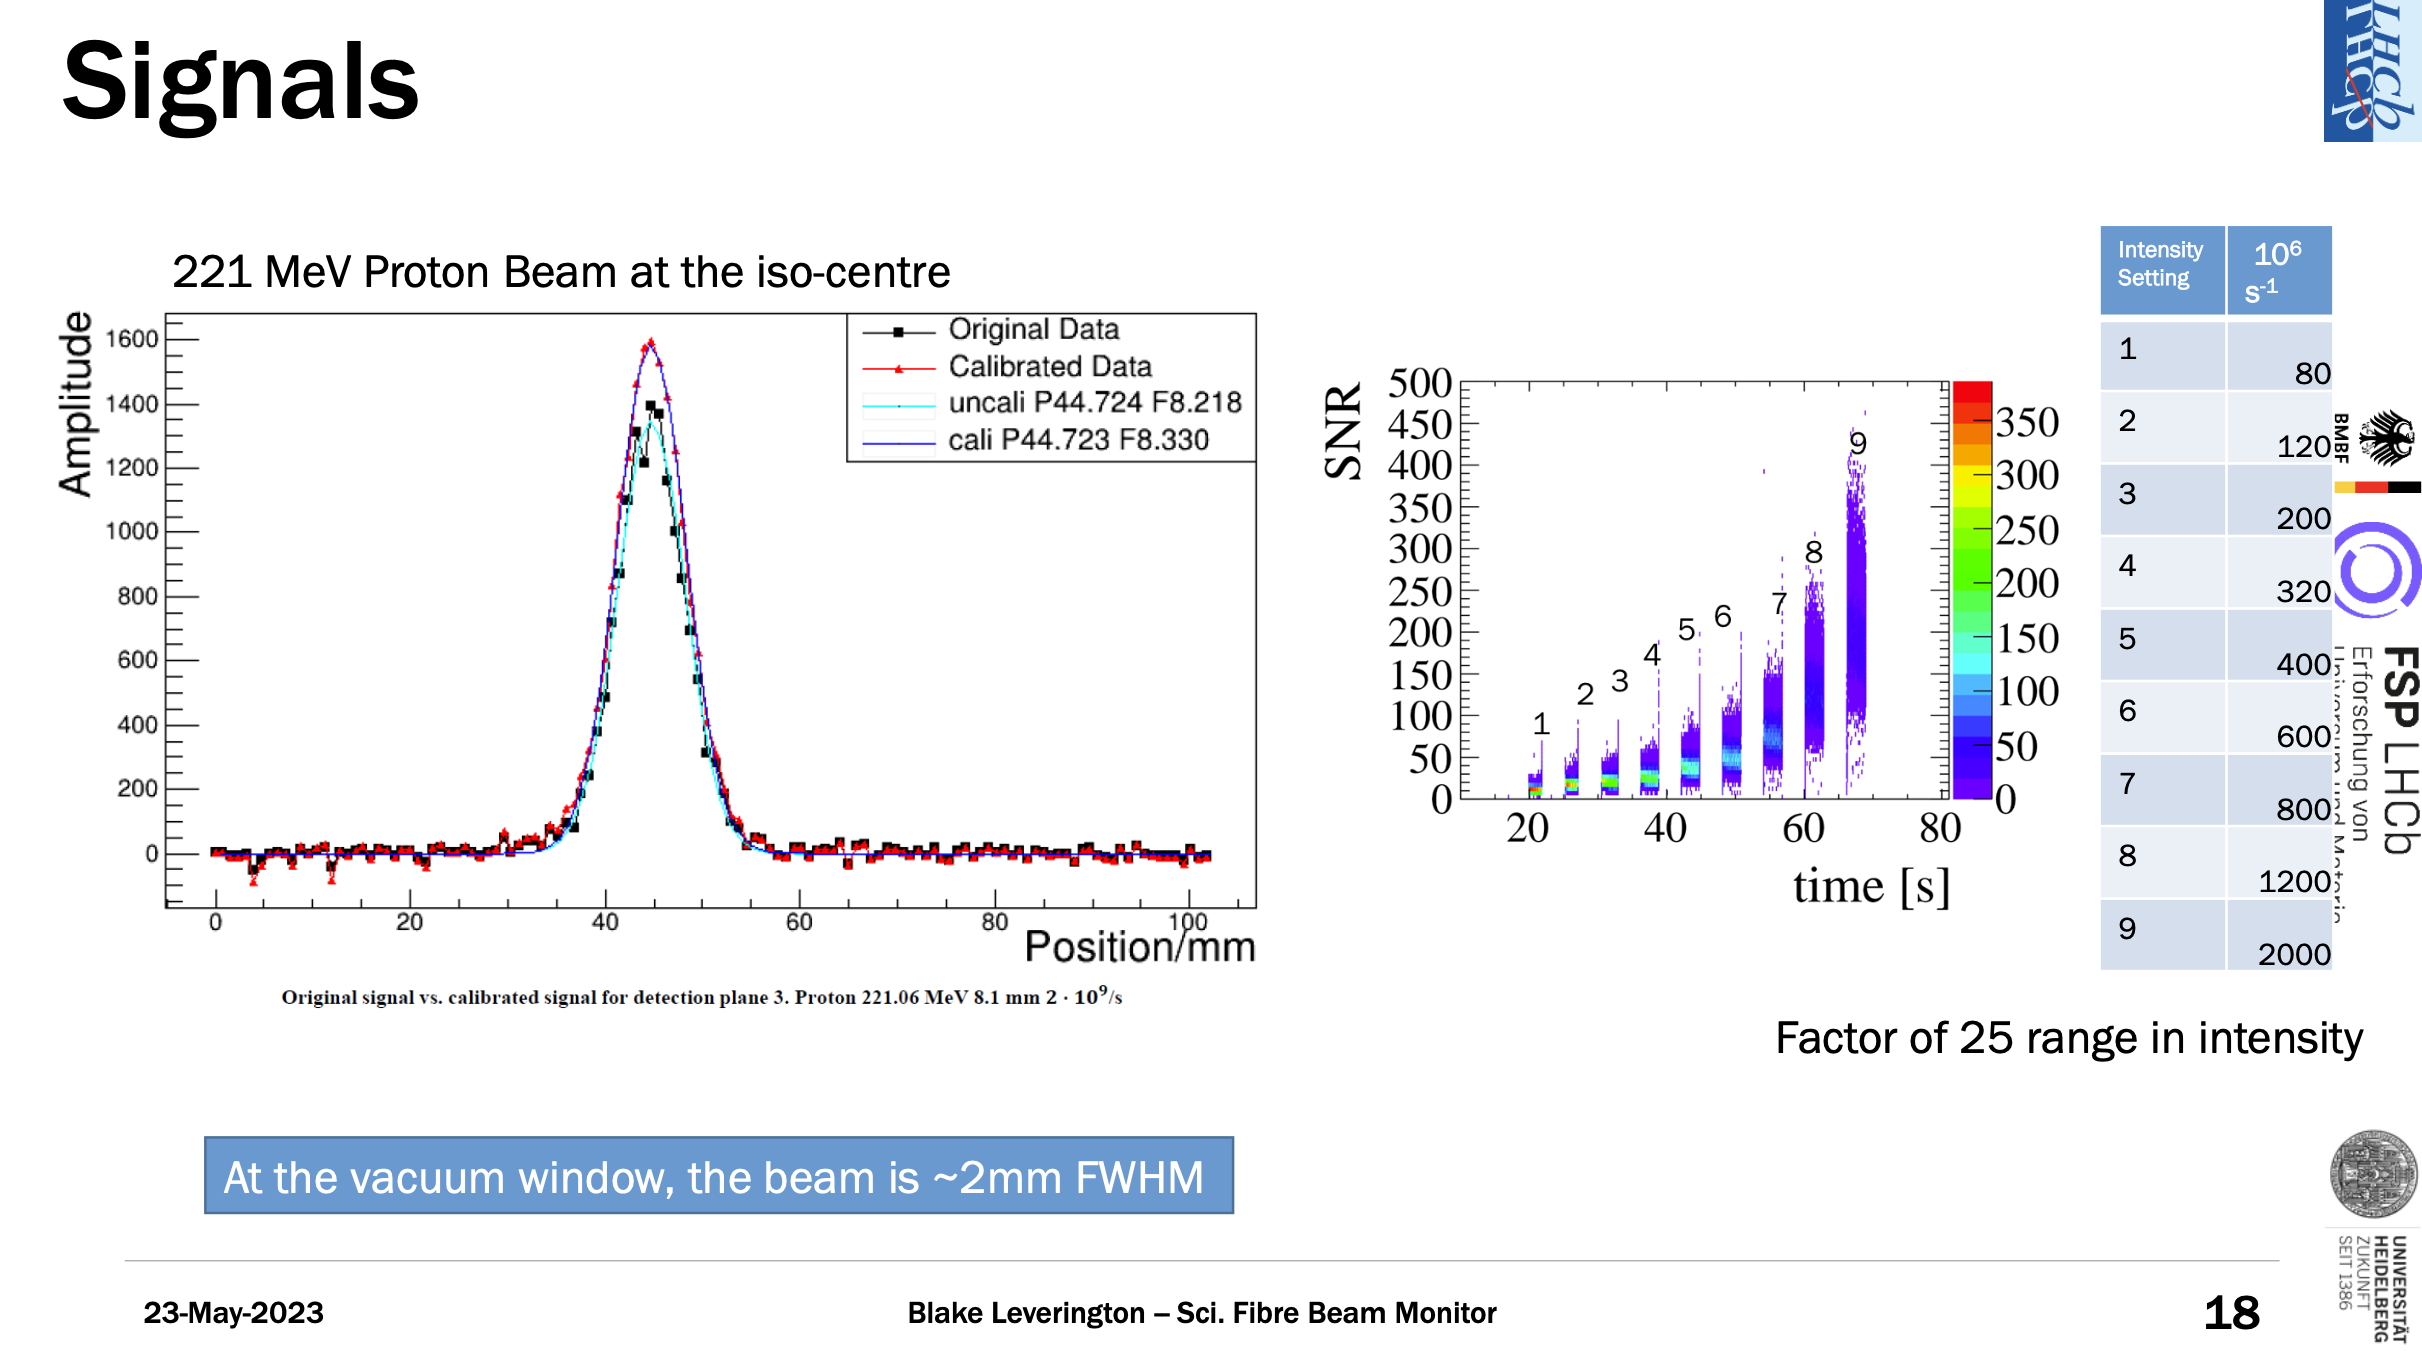 Signals
LHCb
LHCb
221 MeV Proton Beam at the iso-centre
Amplitude
1600
1400
1200
1000
800
600
400
200
0
Original Data
Calibrated Data
uncali P44.724 F8.218
cali P44.723 F8.330
0 20 40 60 80 100
Position/mm
Original signal vs. calibrated signal for detection plane 3. Proton 221.06 MeV 8.1 mm 2 · 10⁹/s
SNR
500
450
400
350
300
250
200
150
100
50
0
1 2 3 4 5 6 7 8 9
350
300
250
200
150
100
50
0
20 40 60 80
time [s]
Intensity Setting 10⁶ s⁻¹
1 80
2 120
3 200
4 320
5 400
6 600
7 800
8 1200
9 2000
Factor of 25 range in intensity
BMBF
FSP LHCb
Erforschung von
Universum und Materie
At the vacuum window, the beam is ~2mm FWHM
UNIVERSITÄT
HEIDELBERG
ZUKUNFT
SEIT 1386
23-May-2023
Blake Leverington – Sci. Fibre Beam Monitor
18